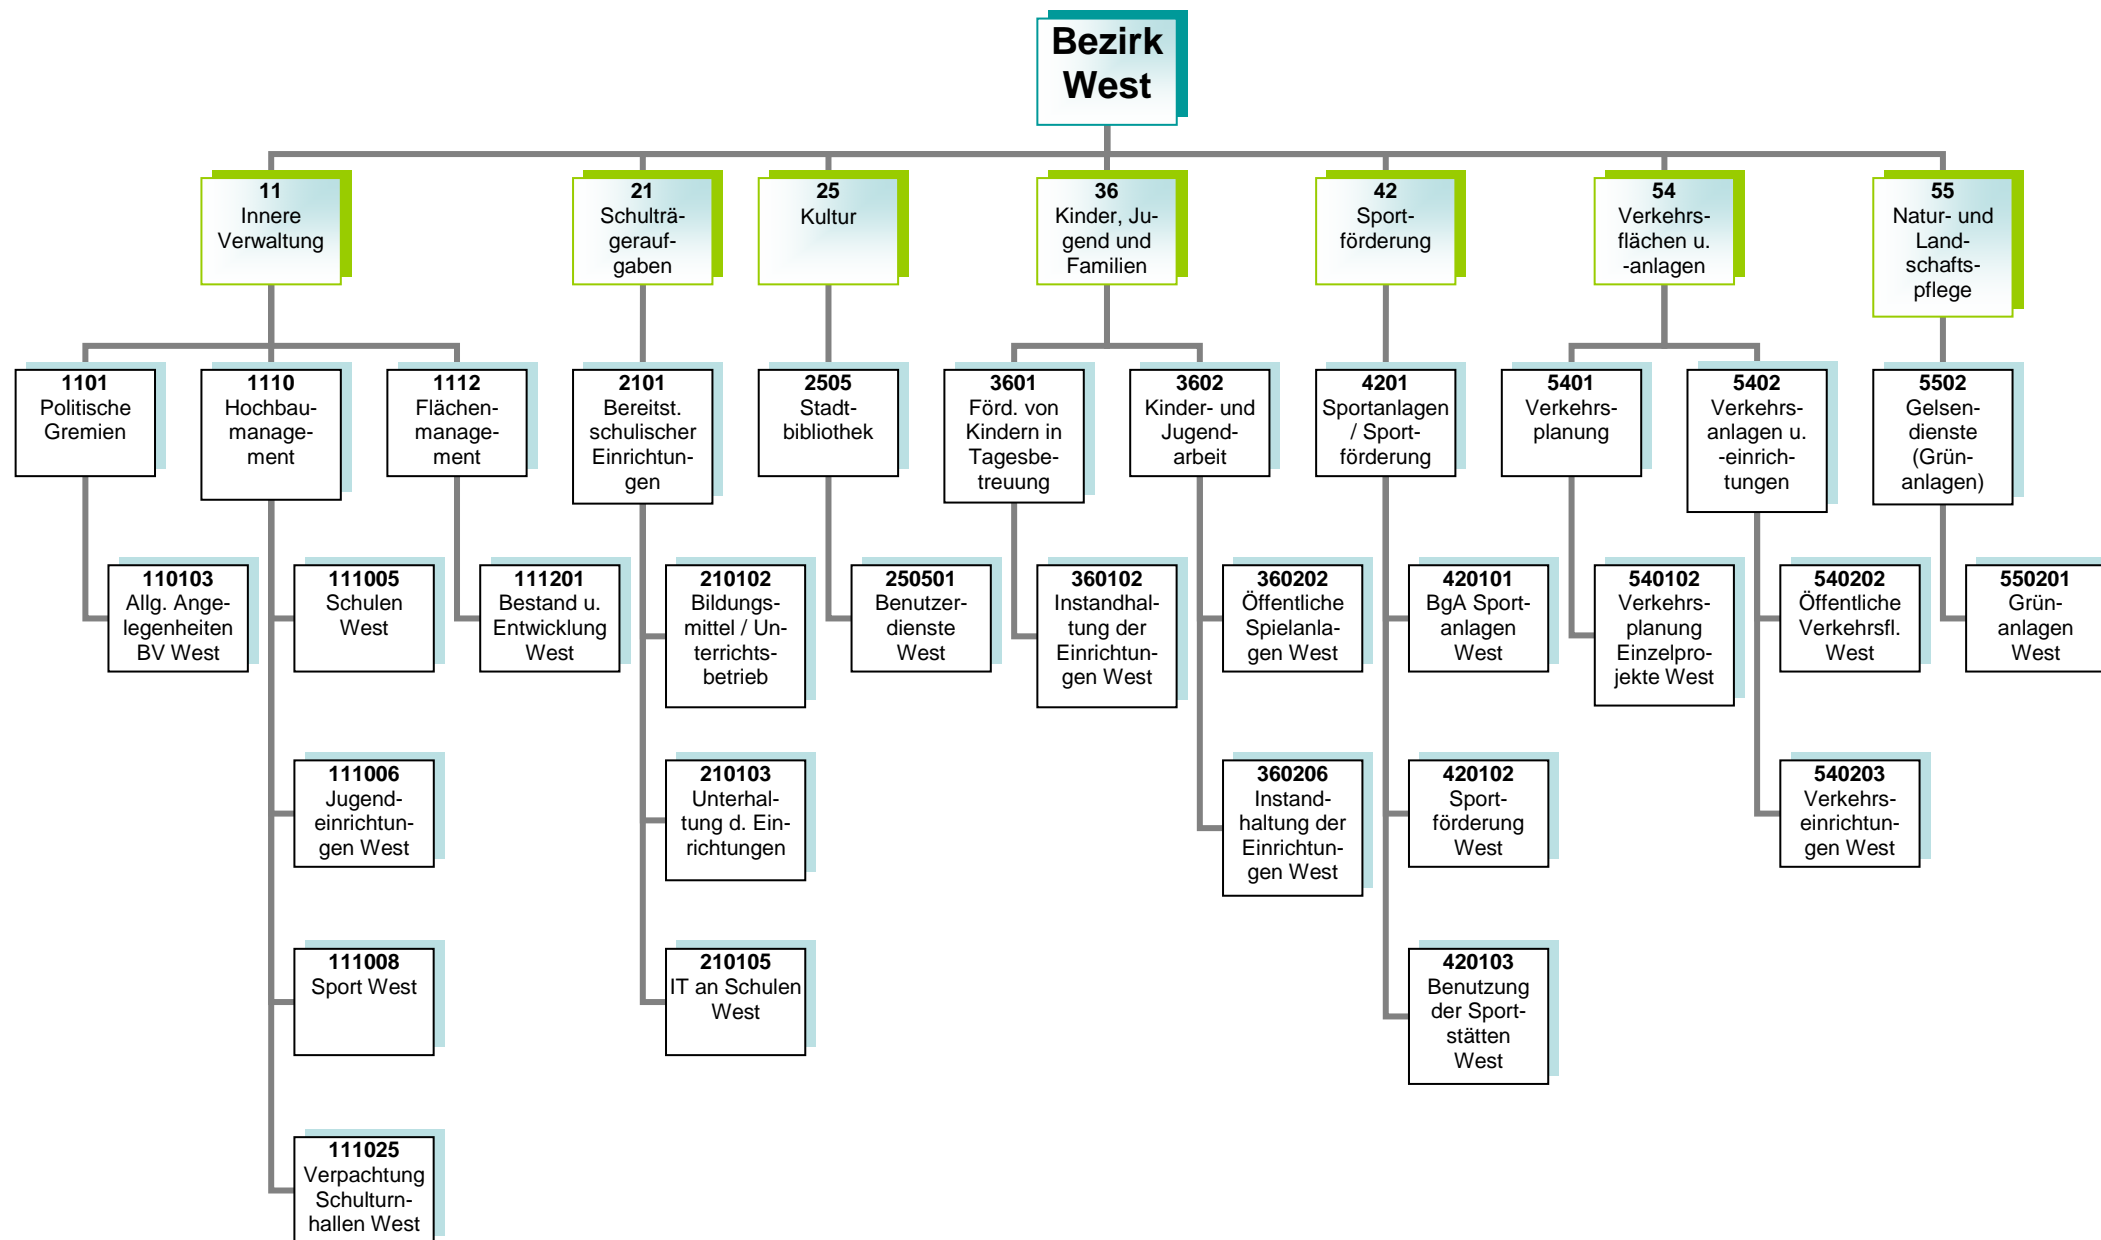 Bezirk
West
11
Innere
Verwaltung
21
Schulträ-
gerauf-
gaben
25
Kultur
36
Kinder, Ju-
gend und
Familien
42
Sport-
förderung
54
Verkehrs-
flächen u.
-anlagen
55
Natur- und
Land-
schafts-
pflege
1101
Politische
Gremien
1110
Hochbau-
manage-
ment
1112
Flächen-
manage-
ment
2101
Bereitst.
schulischer
Einrichtun-
gen
2505
Stadt-
bibliothek
3601
Förd. von
Kindern in
Tagesbe-
treuung
3602
Kinder- und
Jugend-
arbeit
4201
Sportanlagen
/ Sport-
förderung
5401
Verkehrs-
planung
5402
Verkehrs-
anlagen u.
-einrich-
tungen
5502
Gelsen-
dienste
(Grün-
anlagen)
110103
Allg. Ange-
legenheiten
BV West
111005
Schulen
West
111201
Bestand u.
Entwicklung
West
210102
Bildungs-
mittel / Un-
terrichts-
betrieb
250501
Benutzer-
dienste
West
360102
Instandhal-
tung der
Einrichtun-
gen West
360202
Öffentliche
Spielanla-
gen West
420101
BgA Sport-
anlagen
West
540102
Verkehrs-
planung
Einzelpro-
jekte West
540202
Öffentliche
Verkehrsfl.
West
550201
Grün-
anlagen
West
111006
Jugend-
einrichtun-
gen West
210103
Unterhal-
tung d. Ein-
richtungen
360206
Instand-
haltung der
Einrichtun-
gen West
420102
Sport-
förderung
West
540203
Verkehrs-
einrichtun-
gen West
111008
Sport West
210105
IT an Schulen
West
420103
Benutzung
der Sport-
stätten
West
111025
Verpachtung
Schulturn-
hallen West